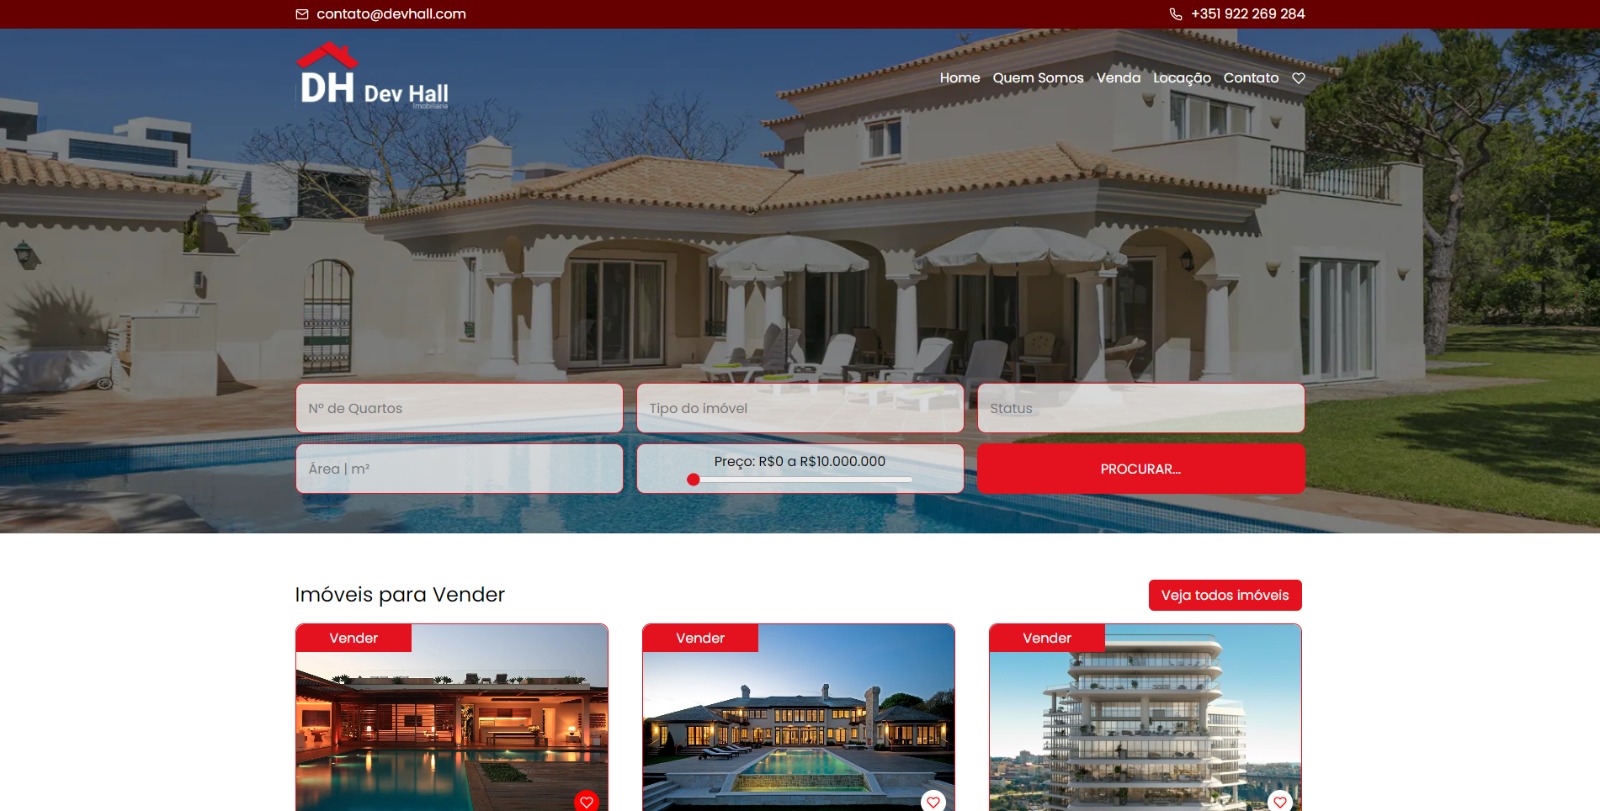 contato@devhall.com
+351 922 269 284
DH Dev Hall
Imobiliária
Home Quem Somos Venda Locação Contato
Nº de Quartos
Tipo do imóvel
Status
Área | m²
Preço: R$0 a R$10.000.000
PROCURAR...
Imóveis para Vender
Veja todos imóveis
Vender
Vender
Vender